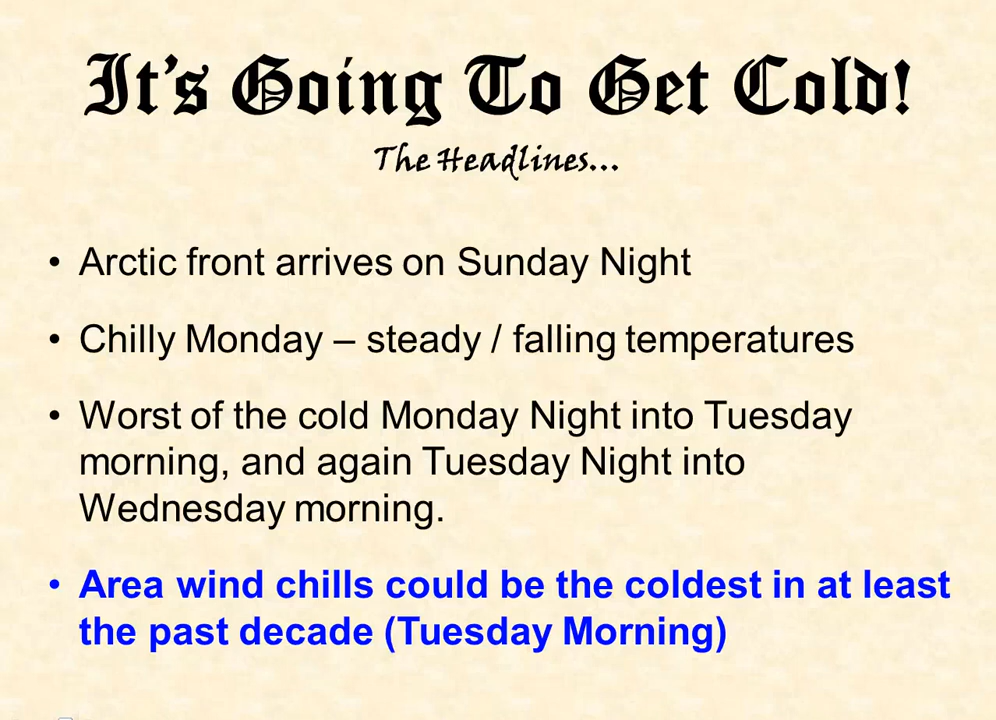 It's Going To Get Cold!
The Headlines...
• Arctic front arrives on Sunday Night
• Chilly Monday – steady / falling temperatures
• Worst of the cold Monday Night into Tuesday
morning, and again Tuesday Night into
Wednesday morning.
• Area wind chills could be the coldest in at least
the past decade (Tuesday Morning)